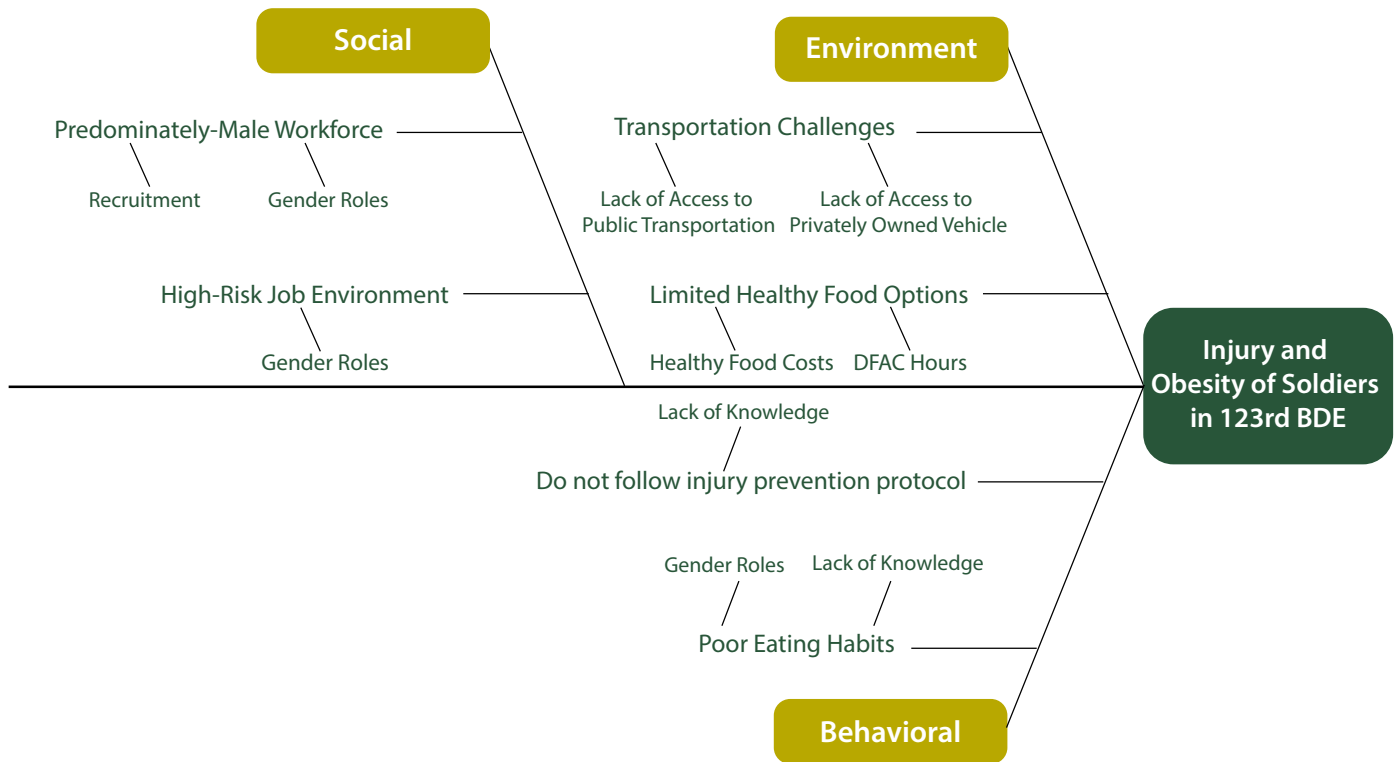 Social
Environment
Predominately-Male Workforce
Transportation Challenges
Recruitment
Gender Roles
Lack of Access to
Public Transportation
Lack of Access to
Privately Owned Vehicle
High-Risk Job Environment
Limited Healthy Food Options
Gender Roles
Healthy Food Costs
DFAC Hours
Injury and
Obesity of Soldiers
in 123rd BDE
Lack of Knowledge
Do not follow injury prevention protocol
Gender Roles
Lack of Knowledge
Poor Eating Habits
Behavioral